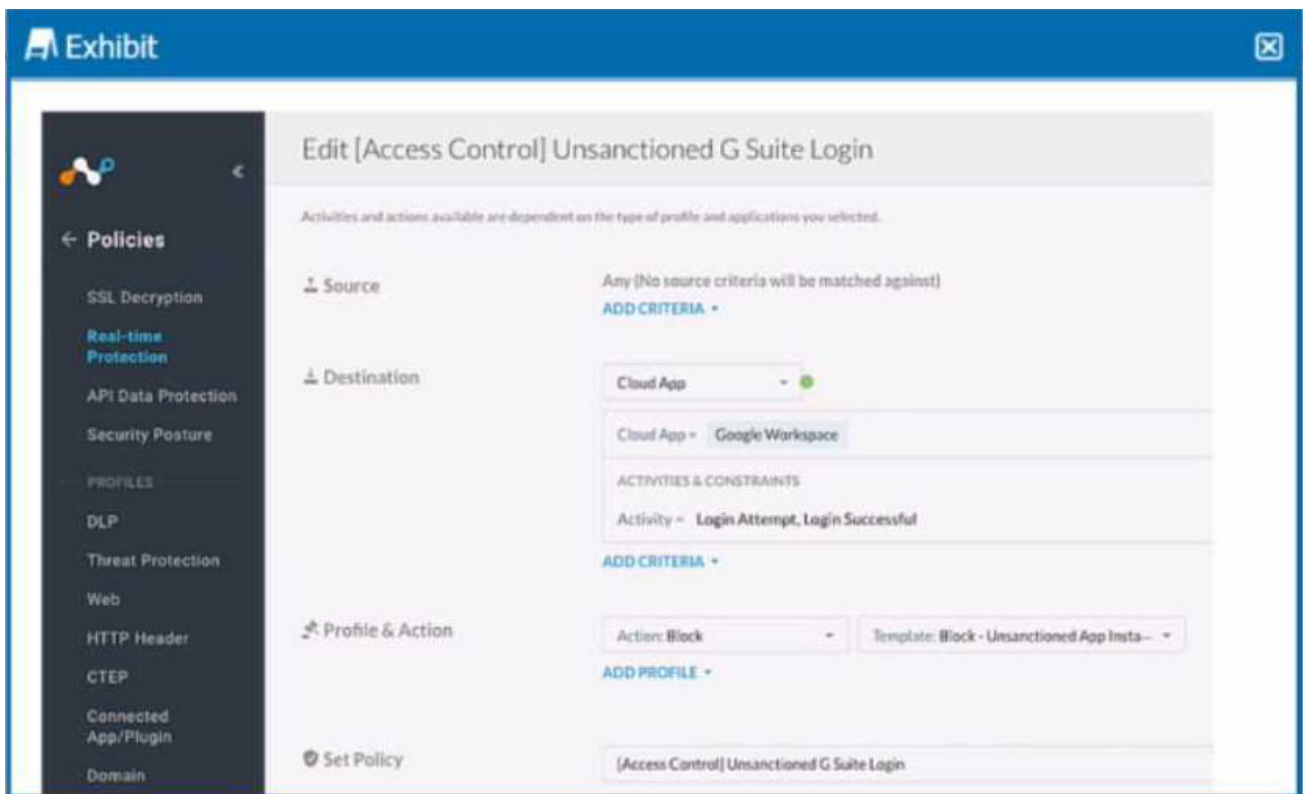 Exhibit
Edit [Access Control] Unsanctioned G Suite Login
Activities and actions available are dependent on the type of profile and applications you selected.
Policies
SSL Decryption
Real-time
Protection
API Data Protection
Security Posture
PROFILES
DLP
Threat Protection
Web
HTTP Header
CTEP
Connected
App/Plugin
Domain
Source
Any (No source criteria will be matched against)
ADD CRITERIA
Destination
Cloud App
Cloud App = Google Workspace
ACTIVITIES & CONSTRAINTS
Activity = Login Attempt, Login Successful
ADD CRITERIA
Profile & Action
Action: Block
Template: Block - Unsanctioned App Insta...
ADD PROFILE
Set Policy
[Access Control] Unsanctioned G Suite Login